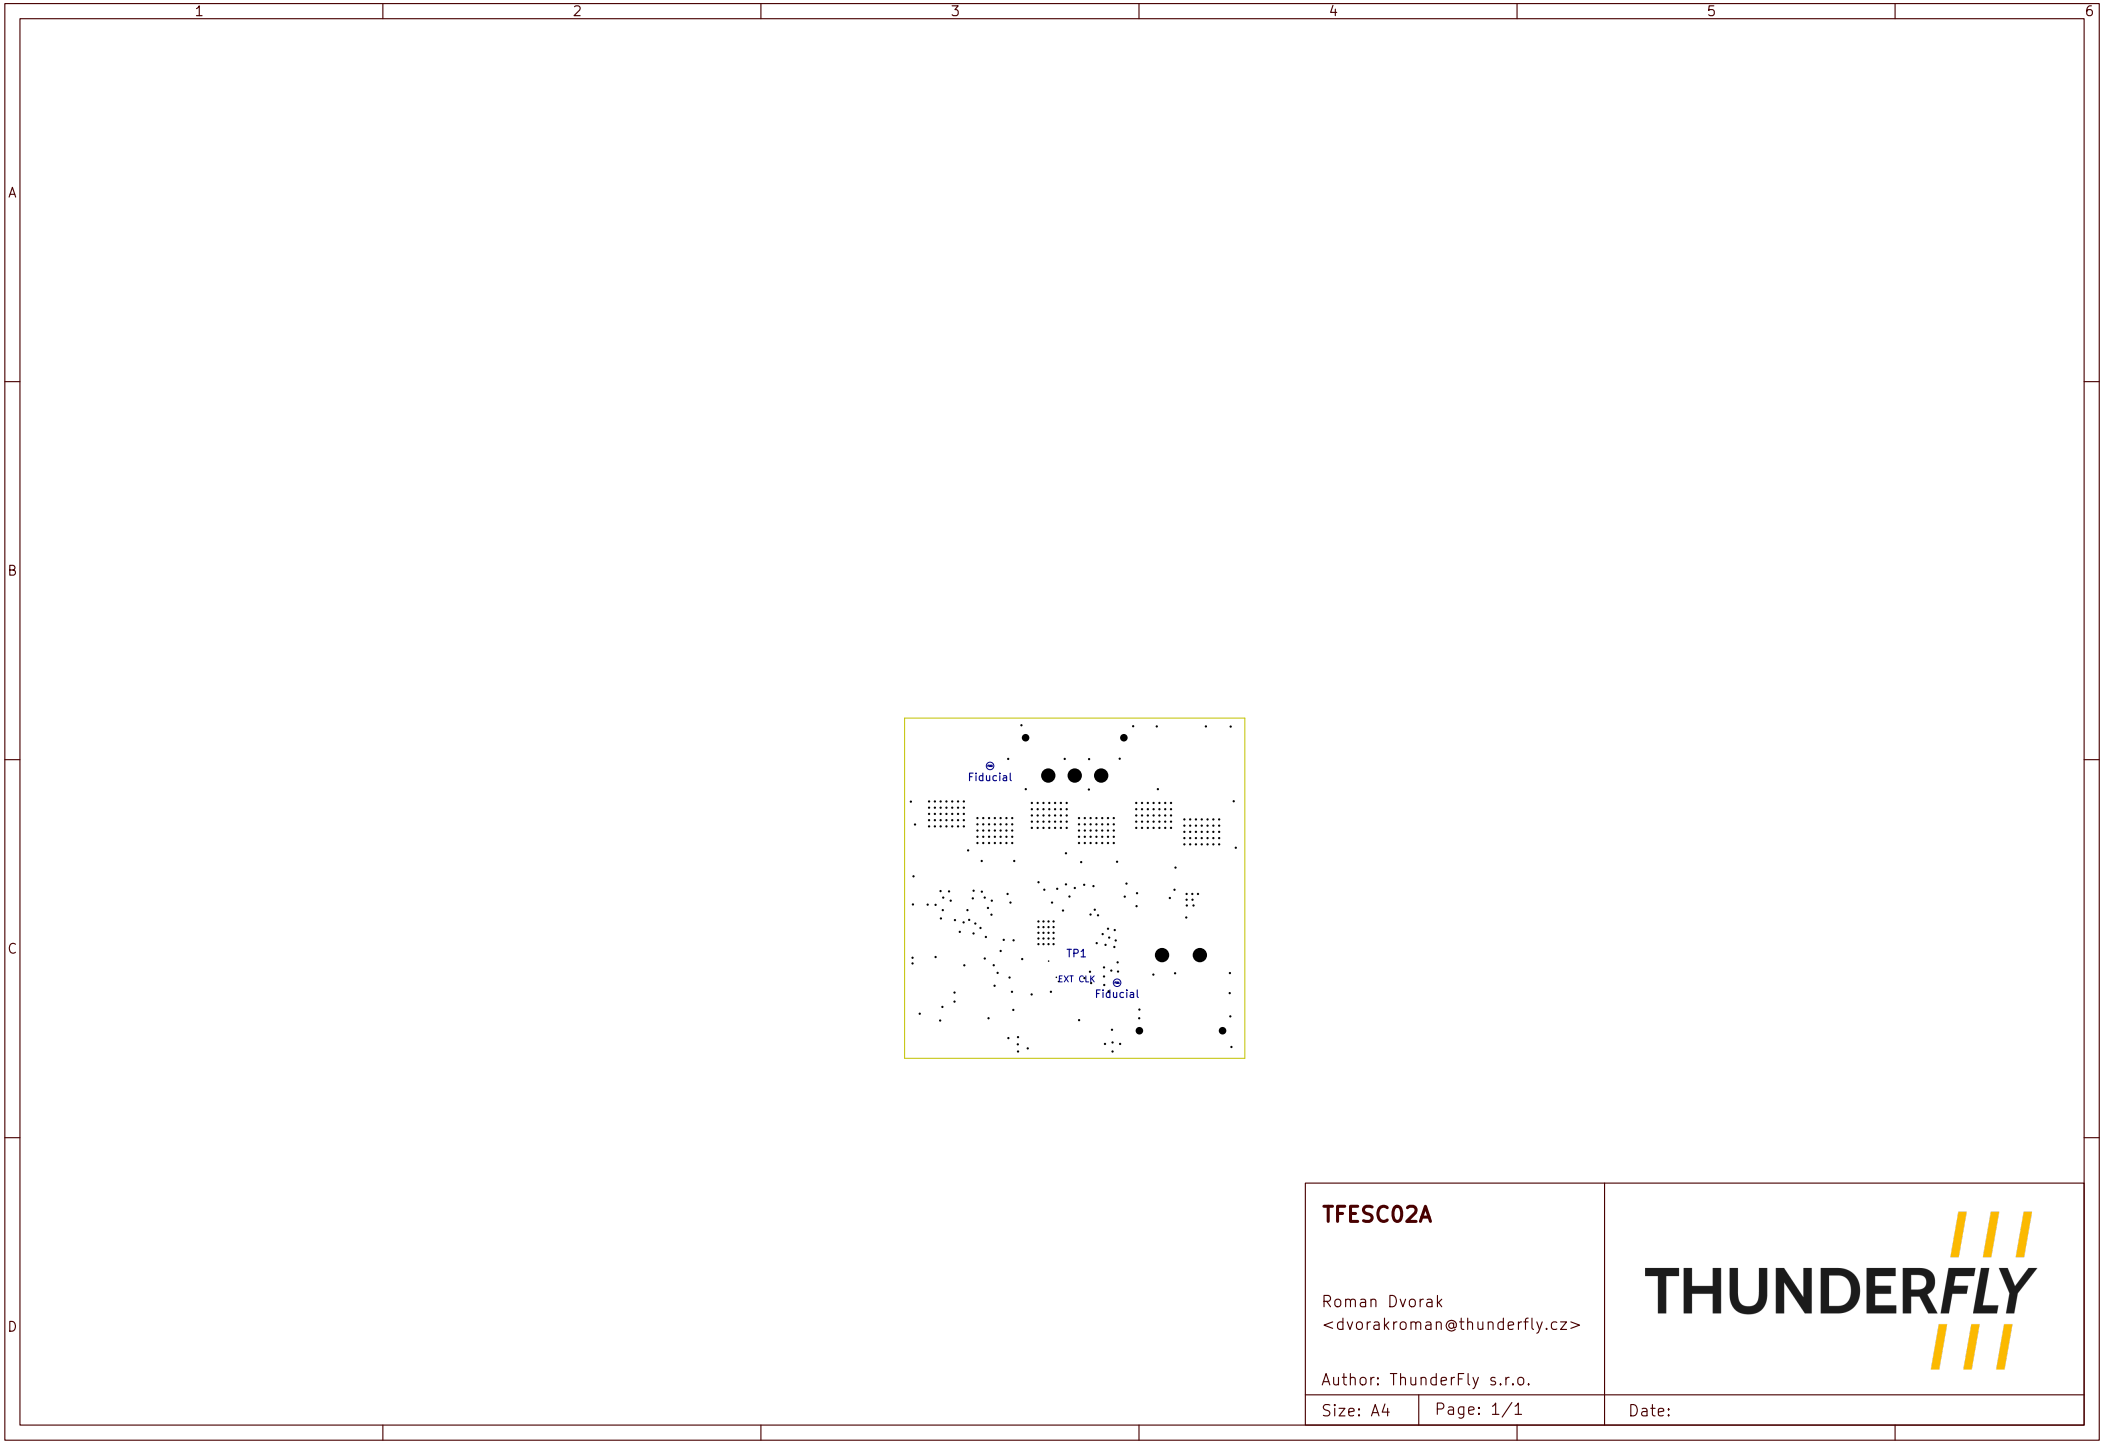 1 2 3 4 5 6
A
B
Fiducial
C
TP1
EXT CLK
Fiducial
TFESC02A
THUNDERFLY
Roman Dvorak
<dvorakroman@thunderfly.cz>
D
Author: ThunderFly s.r.o.
Size: A4 Page: 1/1 Date: